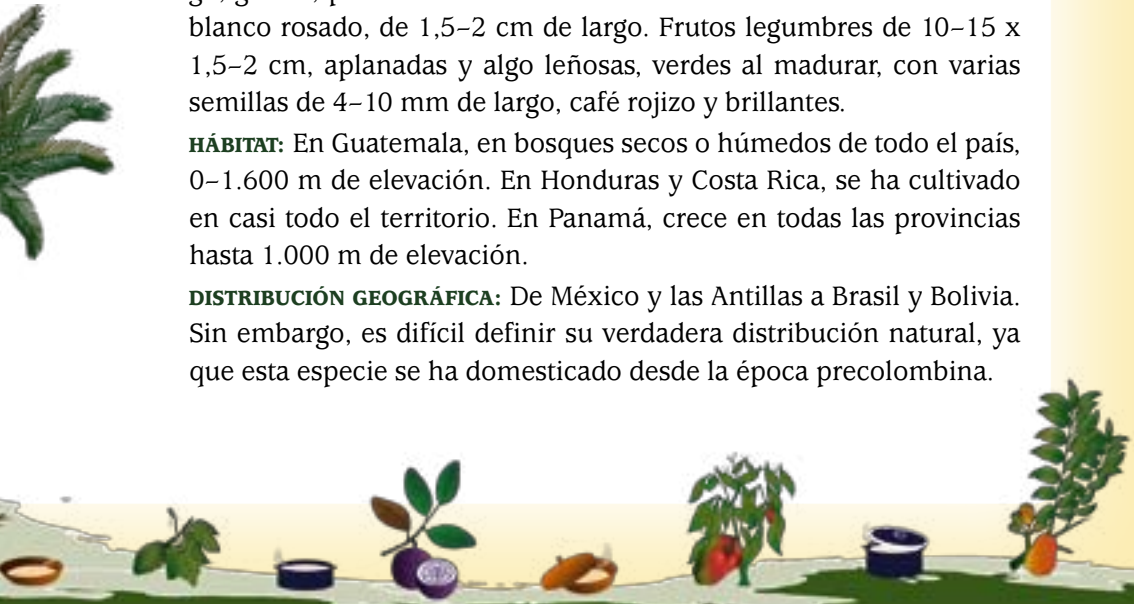 blanco rosado, de 1,5–2 cm de largo. Frutos legumbres de 10–15 x
1,5–2 cm, aplanadas y algo leñosas, verdes al madurar, con varias
semillas de 4–10 mm de largo, café rojizo y brillantes.
HÁBITAT: En Guatemala, en bosques secos o húmedos de todo el país,
0–1.600 m de elevación. En Honduras y Costa Rica, se ha cultivado
en casi todo el territorio. En Panamá, crece en todas las provincias
hasta 1.000 m de elevación.
DISTRIBUCIÓN GEOGRÁFICA: De México y las Antillas a Brasil y Bolivia.
Sin embargo, es difícil definir su verdadera distribución natural, ya
que esta especie se ha domesticado desde la época precolombina.